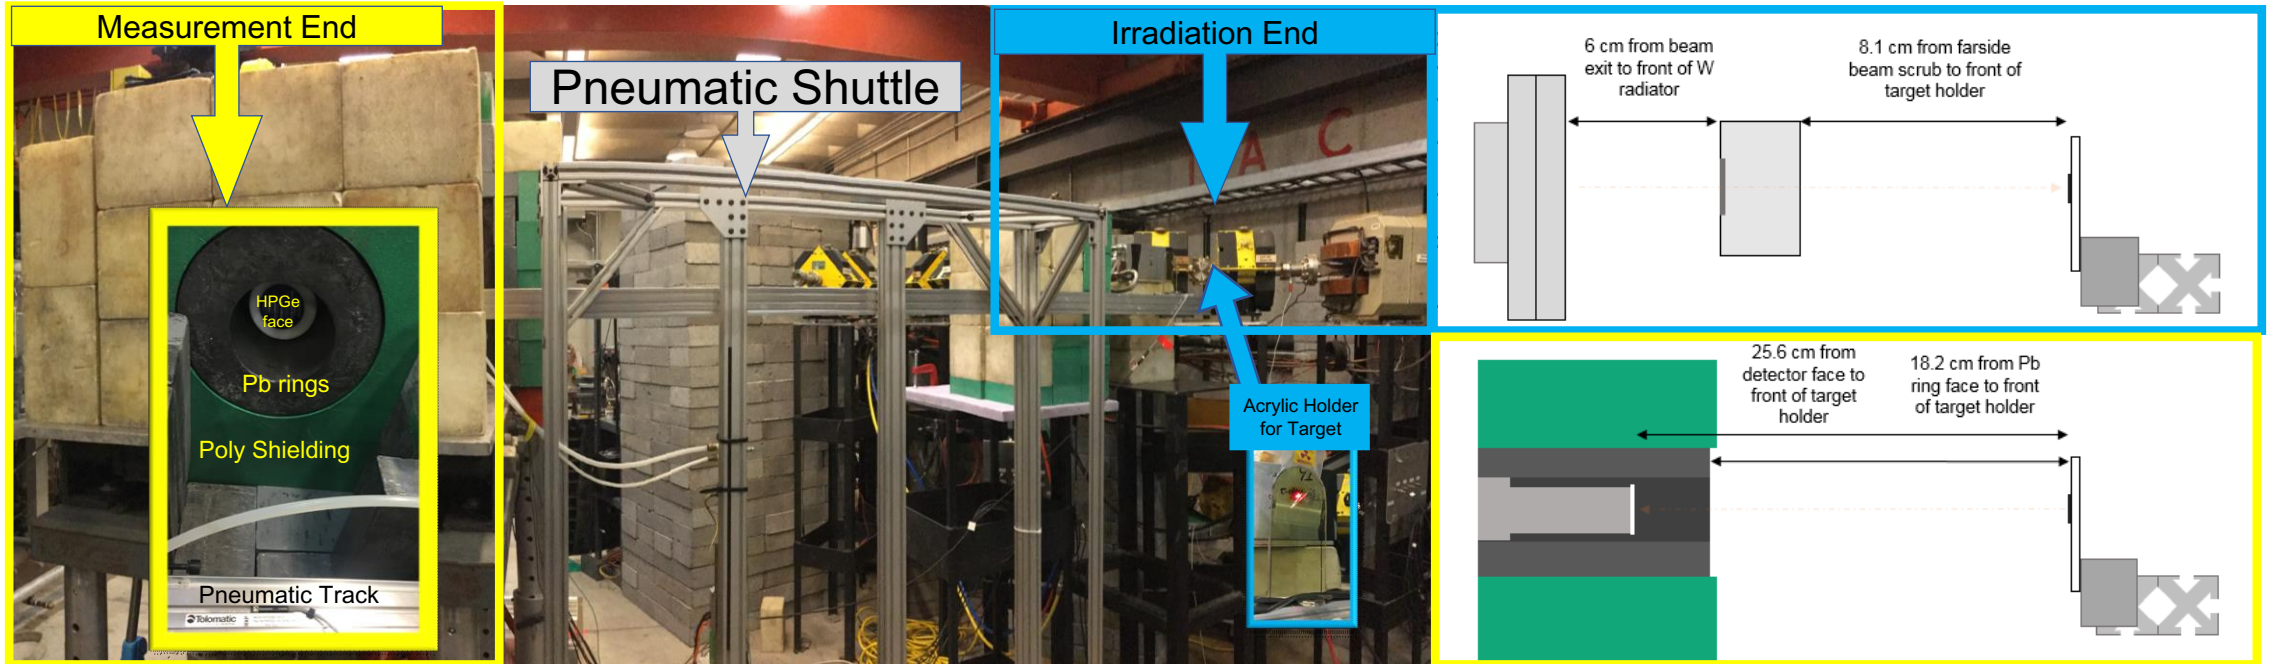 Measurement End
HPGe
face
Pb rings
Poly Shielding
Pneumatic Track
Tolomatic
Pneumatic Shuttle
Irradiation End
I A C
Acrylic Holder
for Target
6 cm from beam
exit to front of W
radiator
8.1 cm from farside
beam scrub to front of
target holder
25.6 cm from
detector face to
front of target
holder
18.2 cm from Pb
ring face to front
of target holder